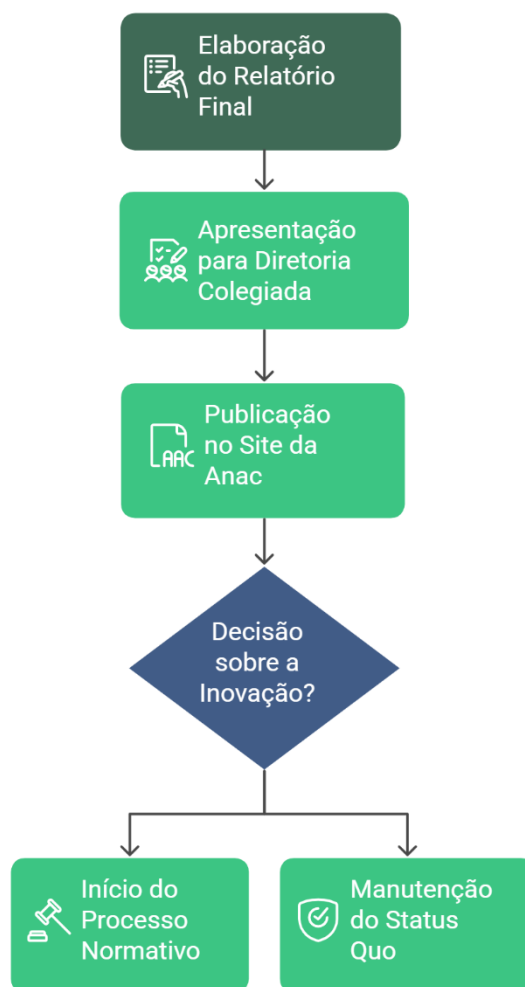 Elaboração
do Relatório
Final
Apresentação
para Diretoria
Colegiada
Publicação
no Site da
Anac
AAC
Decisão
sobre a
Inovação?
Início do
Processo
Normativo
Manutenção
do Status
Quo